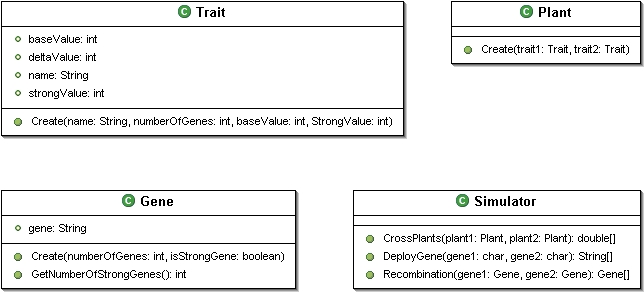 C Trait
baseValue: int
deltaValue: int
name: String
strongValue: int
Create(name: String, numberOfGenes: int, baseValue: int, StrongValue: int)
C Plant
Create(trait1: Trait, trait2: Trait)
C Gene
gene: String
Create(numberOfGenes: int, isStrongGene: boolean)
GetNumberOfStrongGenes(): int
C Simulator
CrossPlants(plant1: Plant, plant2: Plant): double[]
DeployGene(gene1: char, gene2: char): String[]
Recombination(gene1: Gene, gene2: Gene): Gene[]